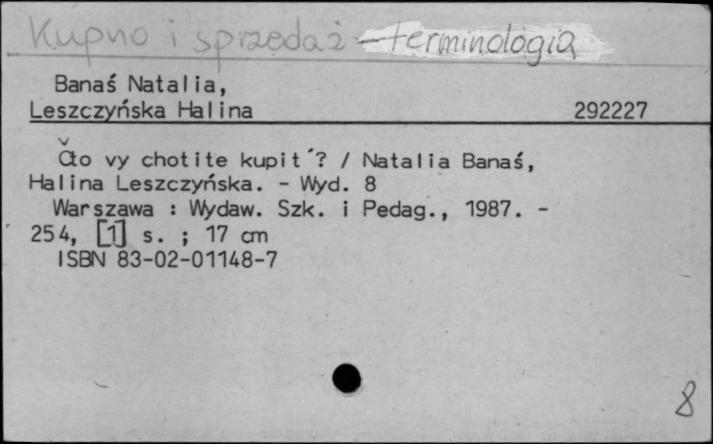 Kupno i sprzedaż - terminologia
Banaś Natalia,
Leszczyńska Halina 292227
Čto vy chotite kupit´? / Natalia Banaś,
Halina Leszczyńska. - Wyd. 8
Warszawa : Wydaw. Szk. i Pedag., 1987. -
254, [1] s. ; 17 cm
ISBN 83-02-01148-7
8